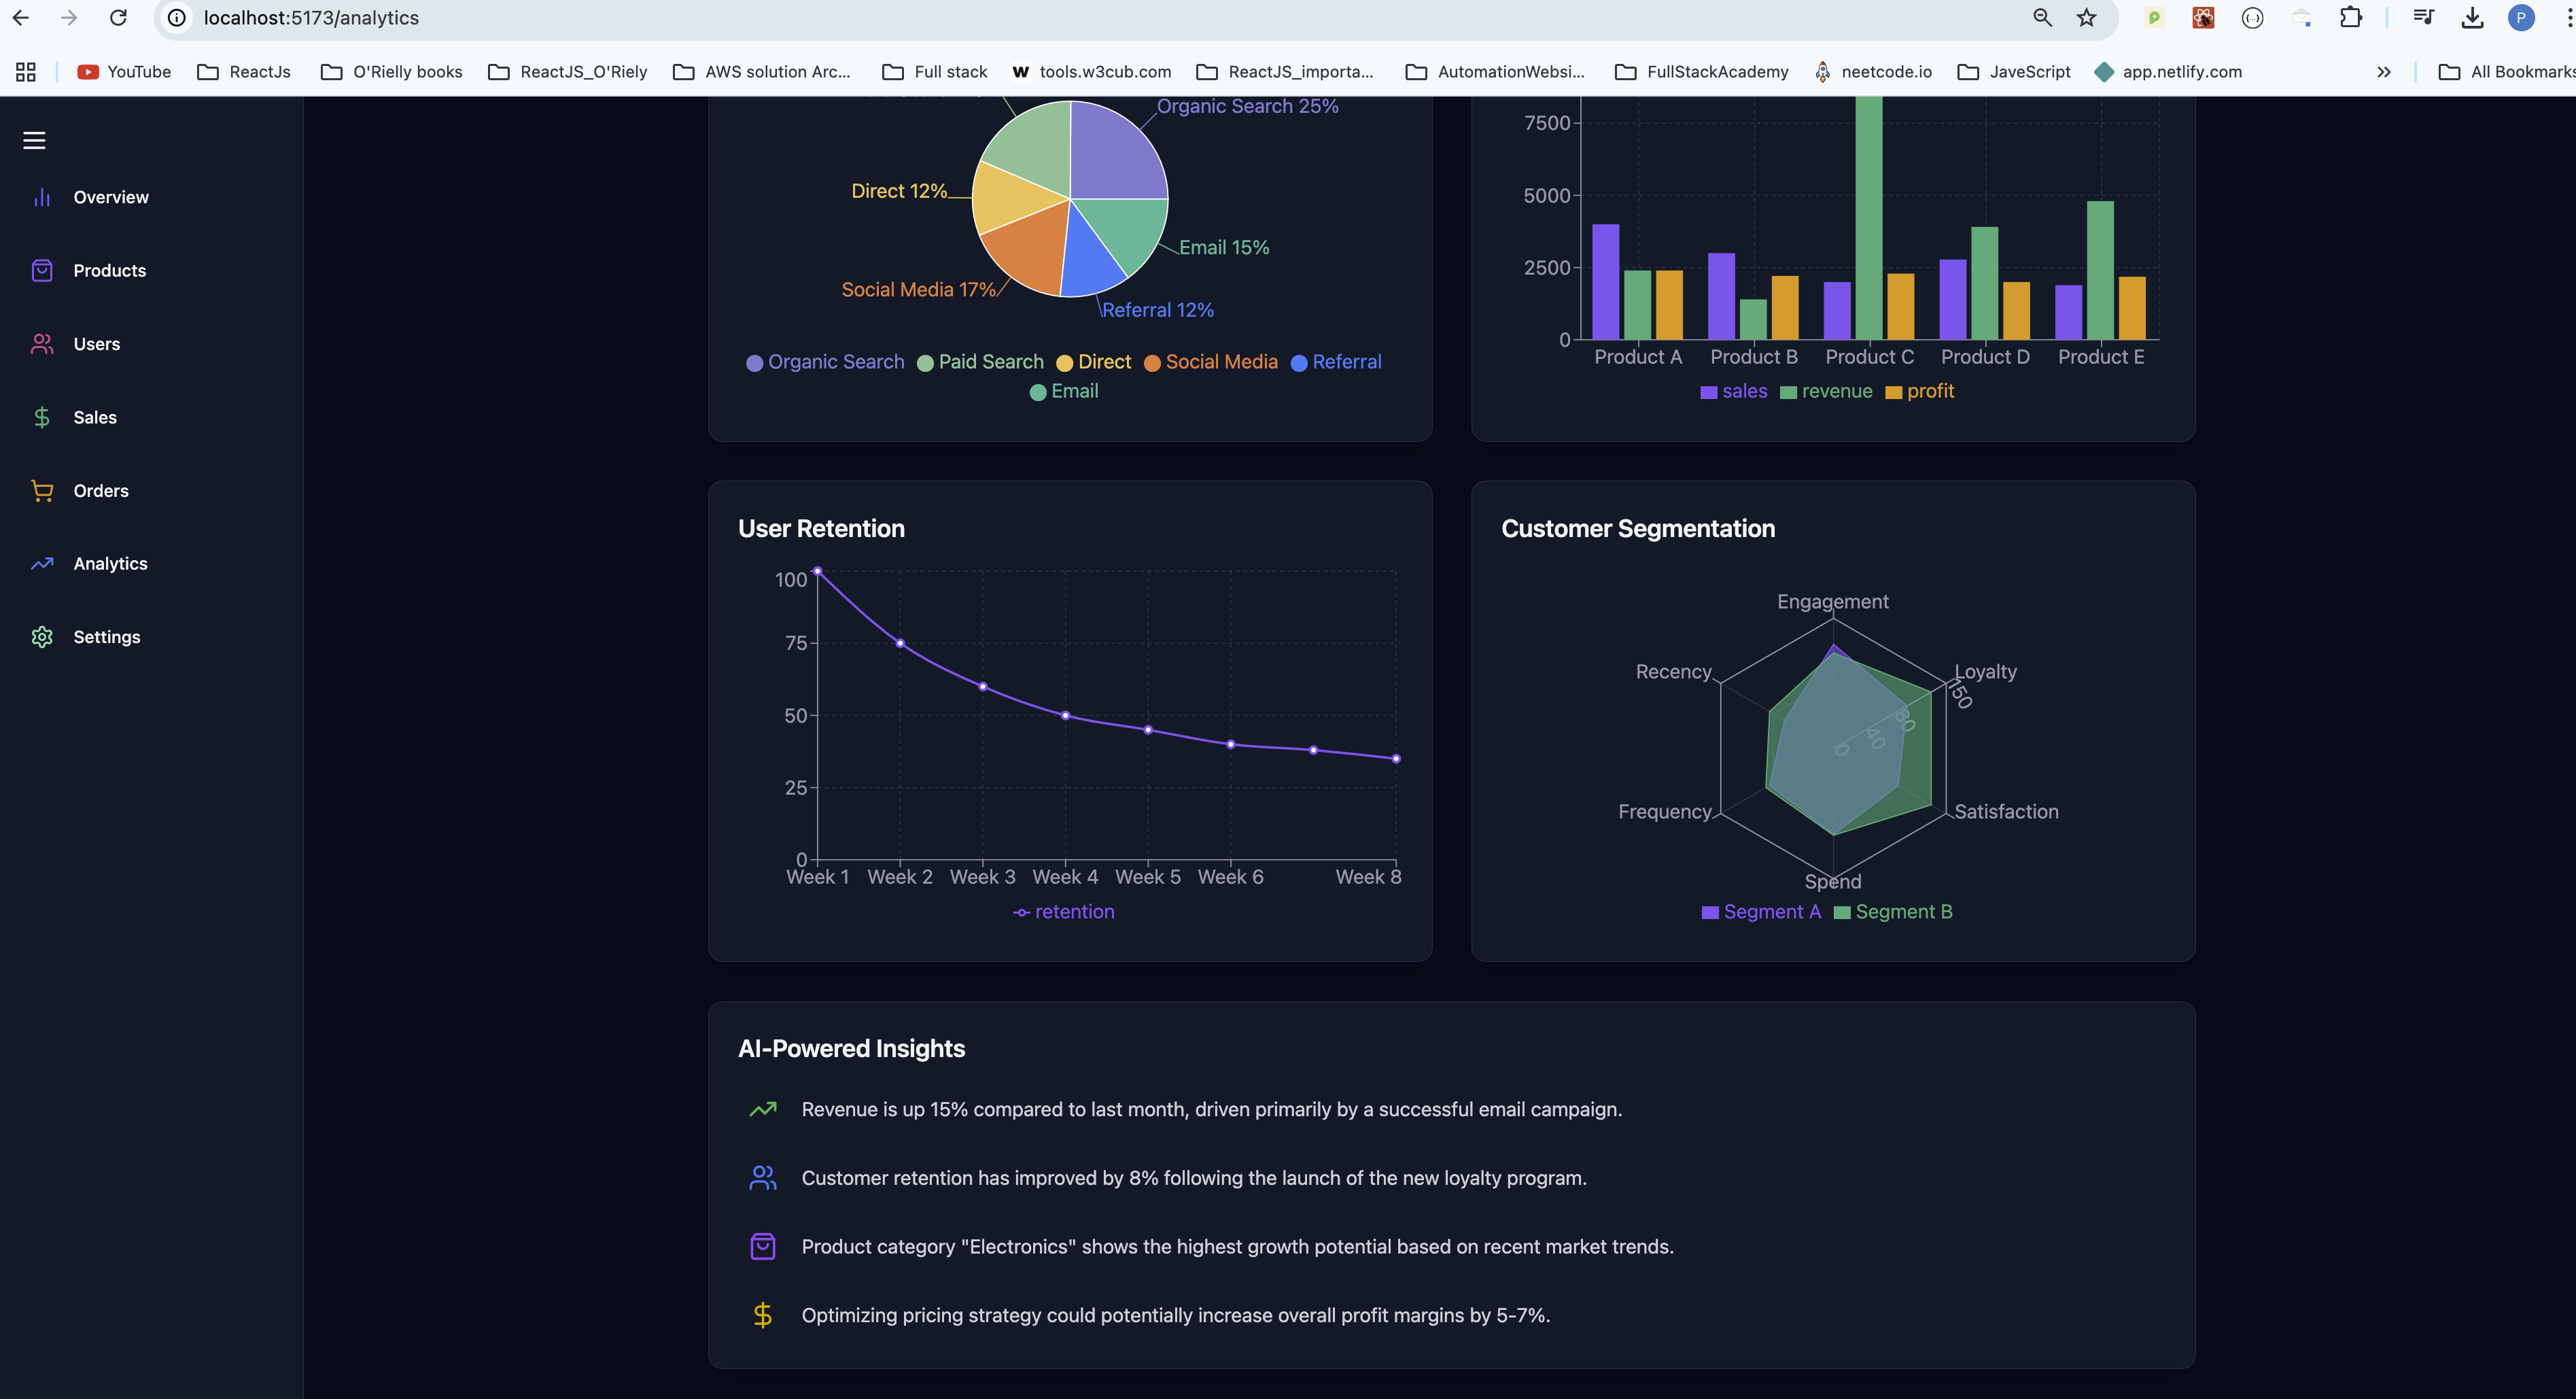 localhost:5173/analytics
P
YouTube ReactJs O'Rielly books ReactJS_O'Riely AWS solution Arc... Full stack W tools.w3cub.com ReactJS_importa... AutomationWebsi... FullStackAcademy neetcode.io JaveScript app.netlify.com All Bookmarks
Overview
Products
Users
Sales
Orders
Analytics
Settings
Organic Search 25%
Direct 12%
Email 15%
Social Media 17%
Referral 12%
Organic Search Paid Search Direct Social Media Referral
Email
7500
5000
2500
0
Product A Product B Product C Product D Product E
sales revenue profit
User Retention
100
75
50
25
0
Week 1 Week 2 Week 3 Week 4 Week 5 Week 6 Week 8
retention
Customer Segmentation
Engagement
Recency Loyalty
150
80
40
0
Frequency Satisfaction
Spend
Segment A Segment B
AI-Powered Insights
Revenue is up 15% compared to last month, driven primarily by a successful email campaign.
Customer retention has improved by 8% following the launch of the new loyalty program.
Product category "Electronics" shows the highest growth potential based on recent market trends.
Optimizing pricing strategy could potentially increase overall profit margins by 5-7%.